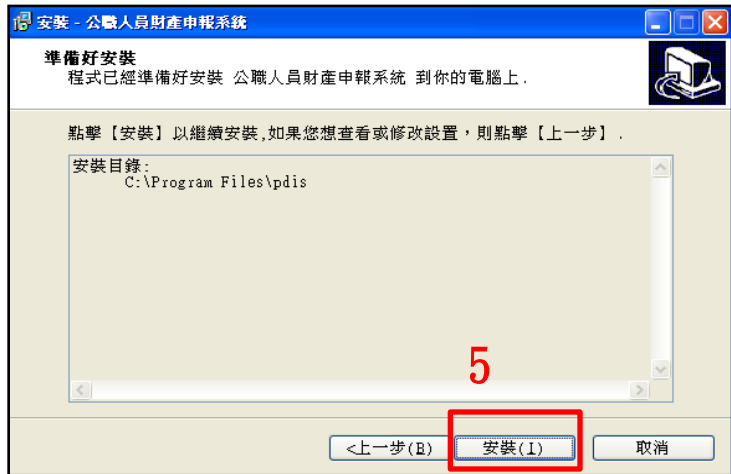 安裝 - 公職人員財產申報系統
準備好安裝
程式已經準備好安裝 公職人員財產申報系統 到你的電腦上.
點擊【安裝】以繼續安裝,如果您想查看或修改設置，則點擊【上一步】.
安裝目錄:
C:\Program Files\pdis
5
<上一步(B)
安裝(I)
取消